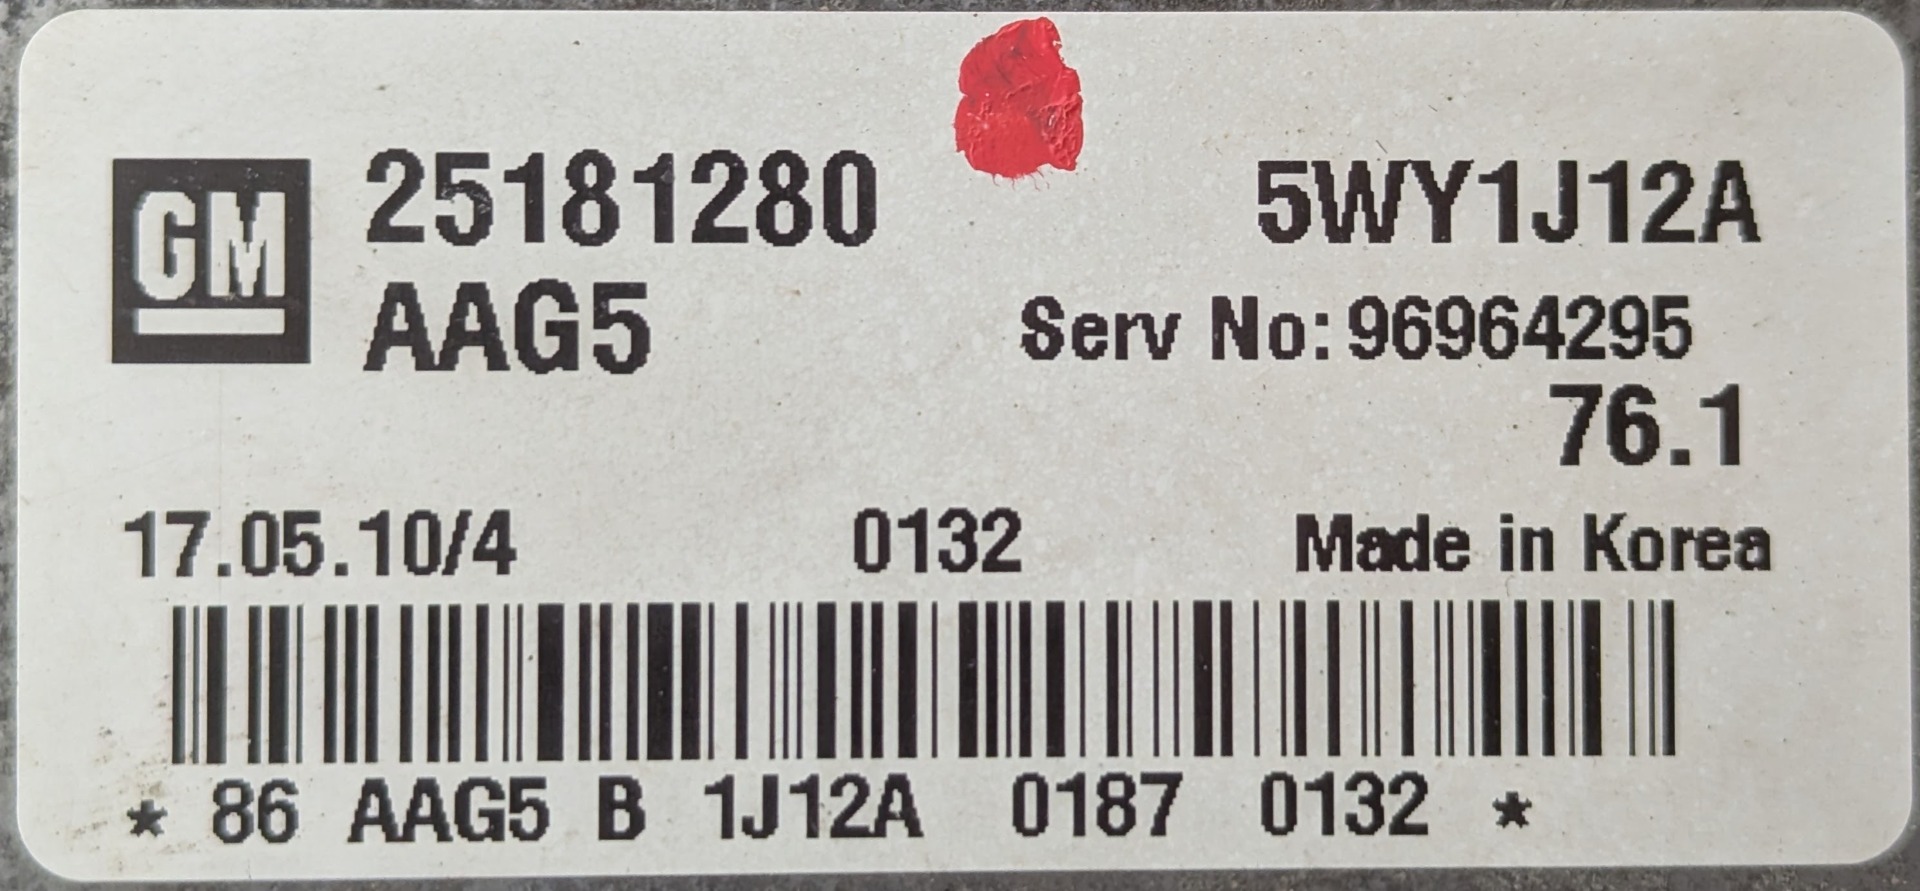 GM 25181280 5WY1J12A
AAG5 Serv No: 96964295
76.1
17.05.10/4 0132 Made in Korea
* 86 AAG5 B 1J12A 0187 0132 *